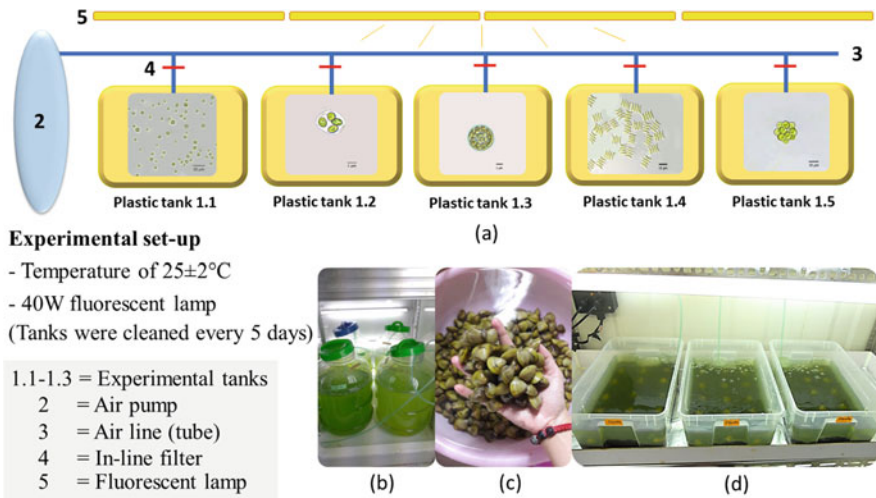 5
4
3
2
Plastic tank 1.1
Plastic tank 1.2
Plastic tank 1.3
Plastic tank 1.4
Plastic tank 1.5
(a)
Experimental set-up
- Temperature of 25±2°C
- 40W fluorescent lamp
(Tanks were cleaned every 5 days)
1.1-1.3 = Experimental tanks
2 = Air pump
3 = Air line (tube)
4 = In-line filter
5 = Fluorescent lamp
(b)
(c)
(d)